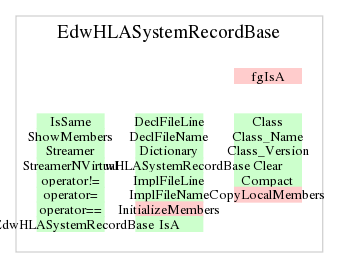 EdwHLASystemRecordBase
fgIsA
IsSame DeclFileLine Class
ShowMembers DeclFileName Class_Name
Streamer Dictionary Class_Version
StreamerNVirtual EdwHLASystemRecordBase Clear
operator!= ImplFileLine Compact
operator= ImplFileName CopyLocalMembers
operator== InitializeMembers
EdwHLASystemRecordBase IsA